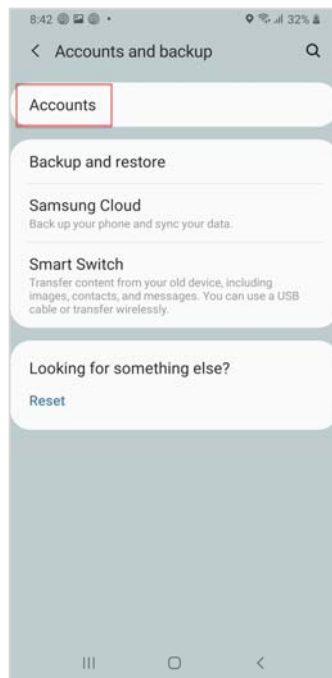 8:42
32%
Accounts and backup
Accounts
Backup and restore
Samsung Cloud
Back up your phone and sync your data.
Smart Switch
Transfer content from your old device, including
images, contacts, and messages. You can use a USB
cable or transfer wirelessly.
Looking for something else?
Reset